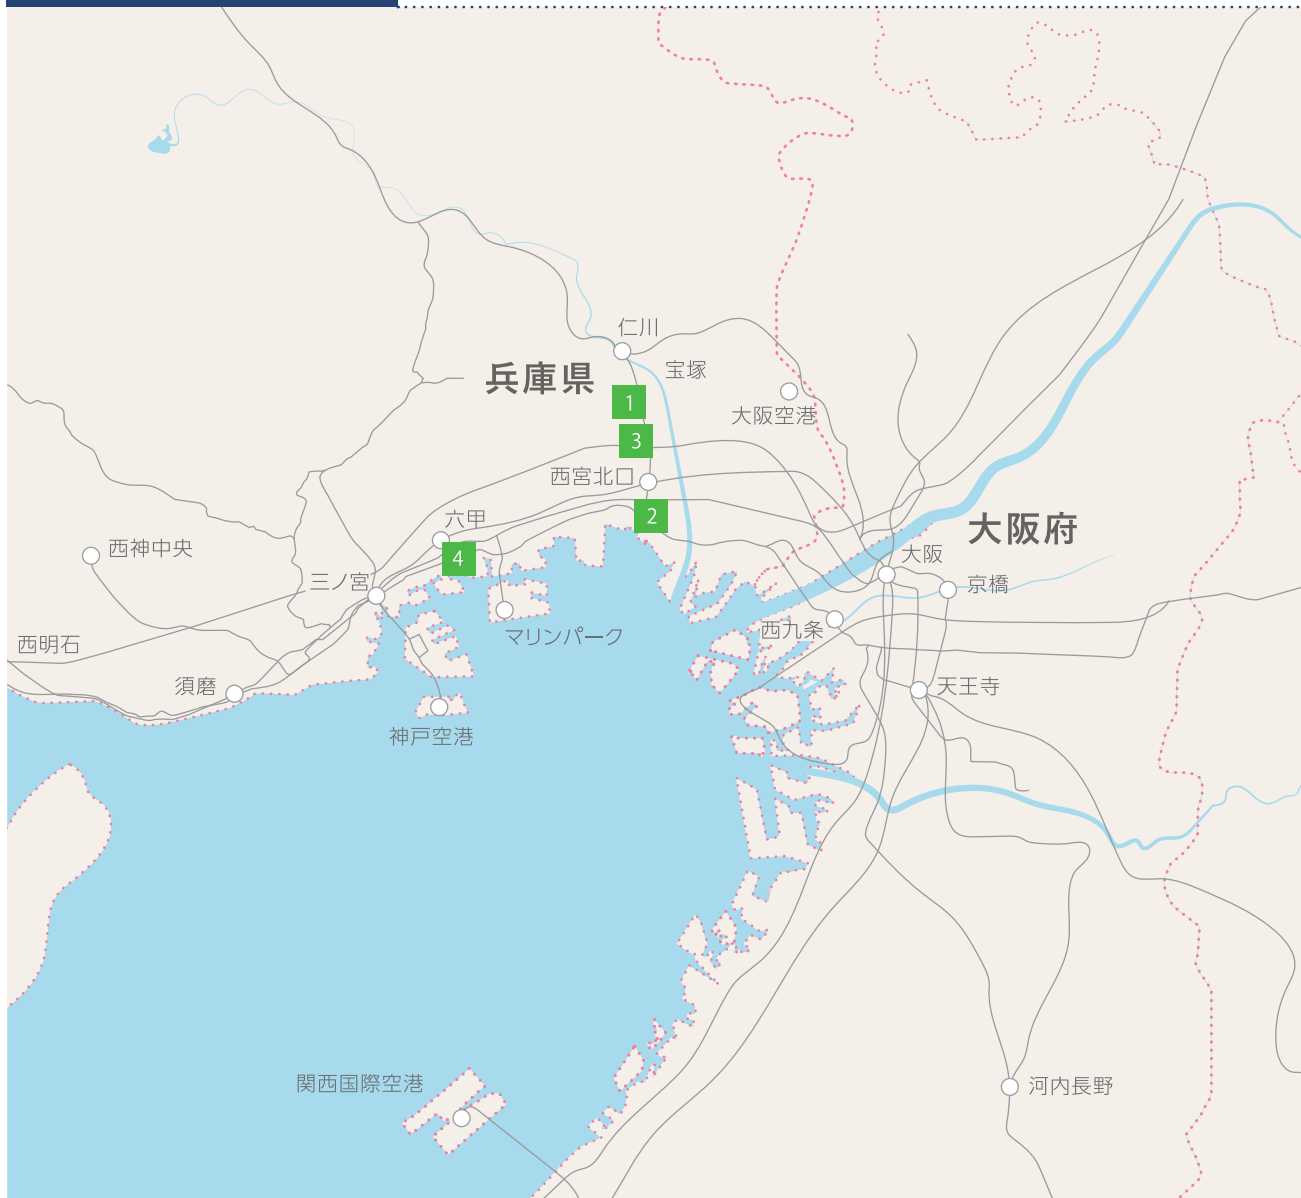 仁川
宝塚
兵庫県
1
大阪空港
3
西宮北口
2
六甲
大阪府
西神中央
4
大阪
三ノ宮
京橋
マリンパーク
西九条
西明石
須磨
天王寺
神戸空港
関西国際空港
河内長野